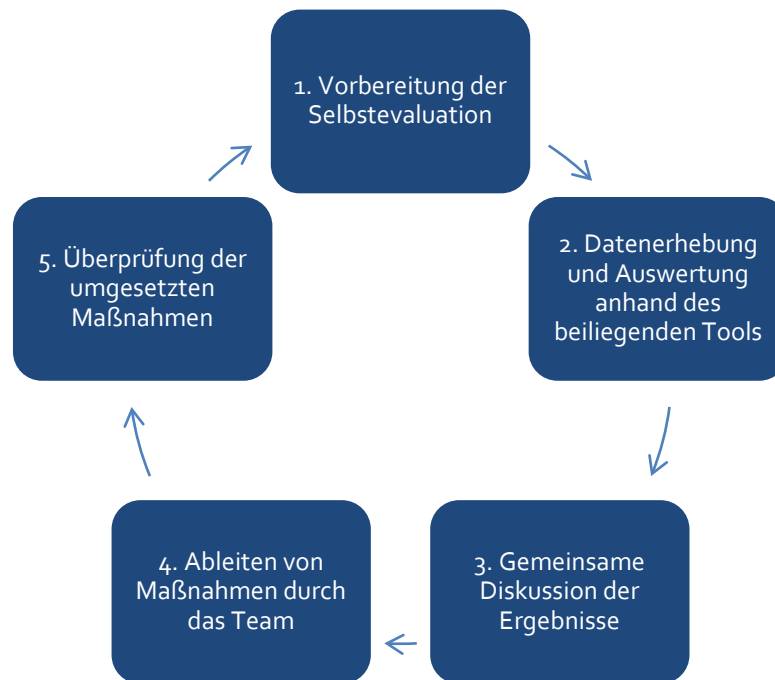 1. Vorbereitung der
Selbstevaluation
2. Datenerhebung
und Auswertung
anhand des
beiliegenden Tools
3. Gemeinsame
Diskussion der
Ergebnisse
4. Ableiten von
Maßnahmen durch
das Team
5. Überprüfung der
umgesetzten
Maßnahmen